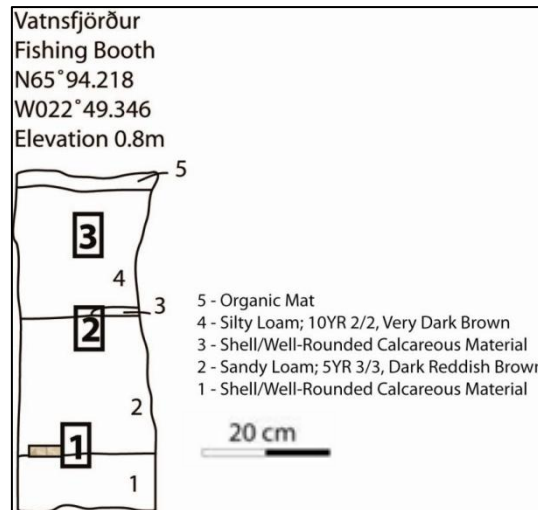 Vatnsfjörður
Fishing Booth
N65°94.218
W022°49.346
Elevation 0.8m
5
3
4
3
2
2
1
1
5 - Organic Mat
4 - Silty Loam; 10YR 2/2, Very Dark Brown
3 - Shell/Well-Rounded Calcareous Material
2 - Sandy Loam; 5YR 3/3, Dark Reddish Brown
1 - Shell/Well-Rounded Calcareous Material
20 cm